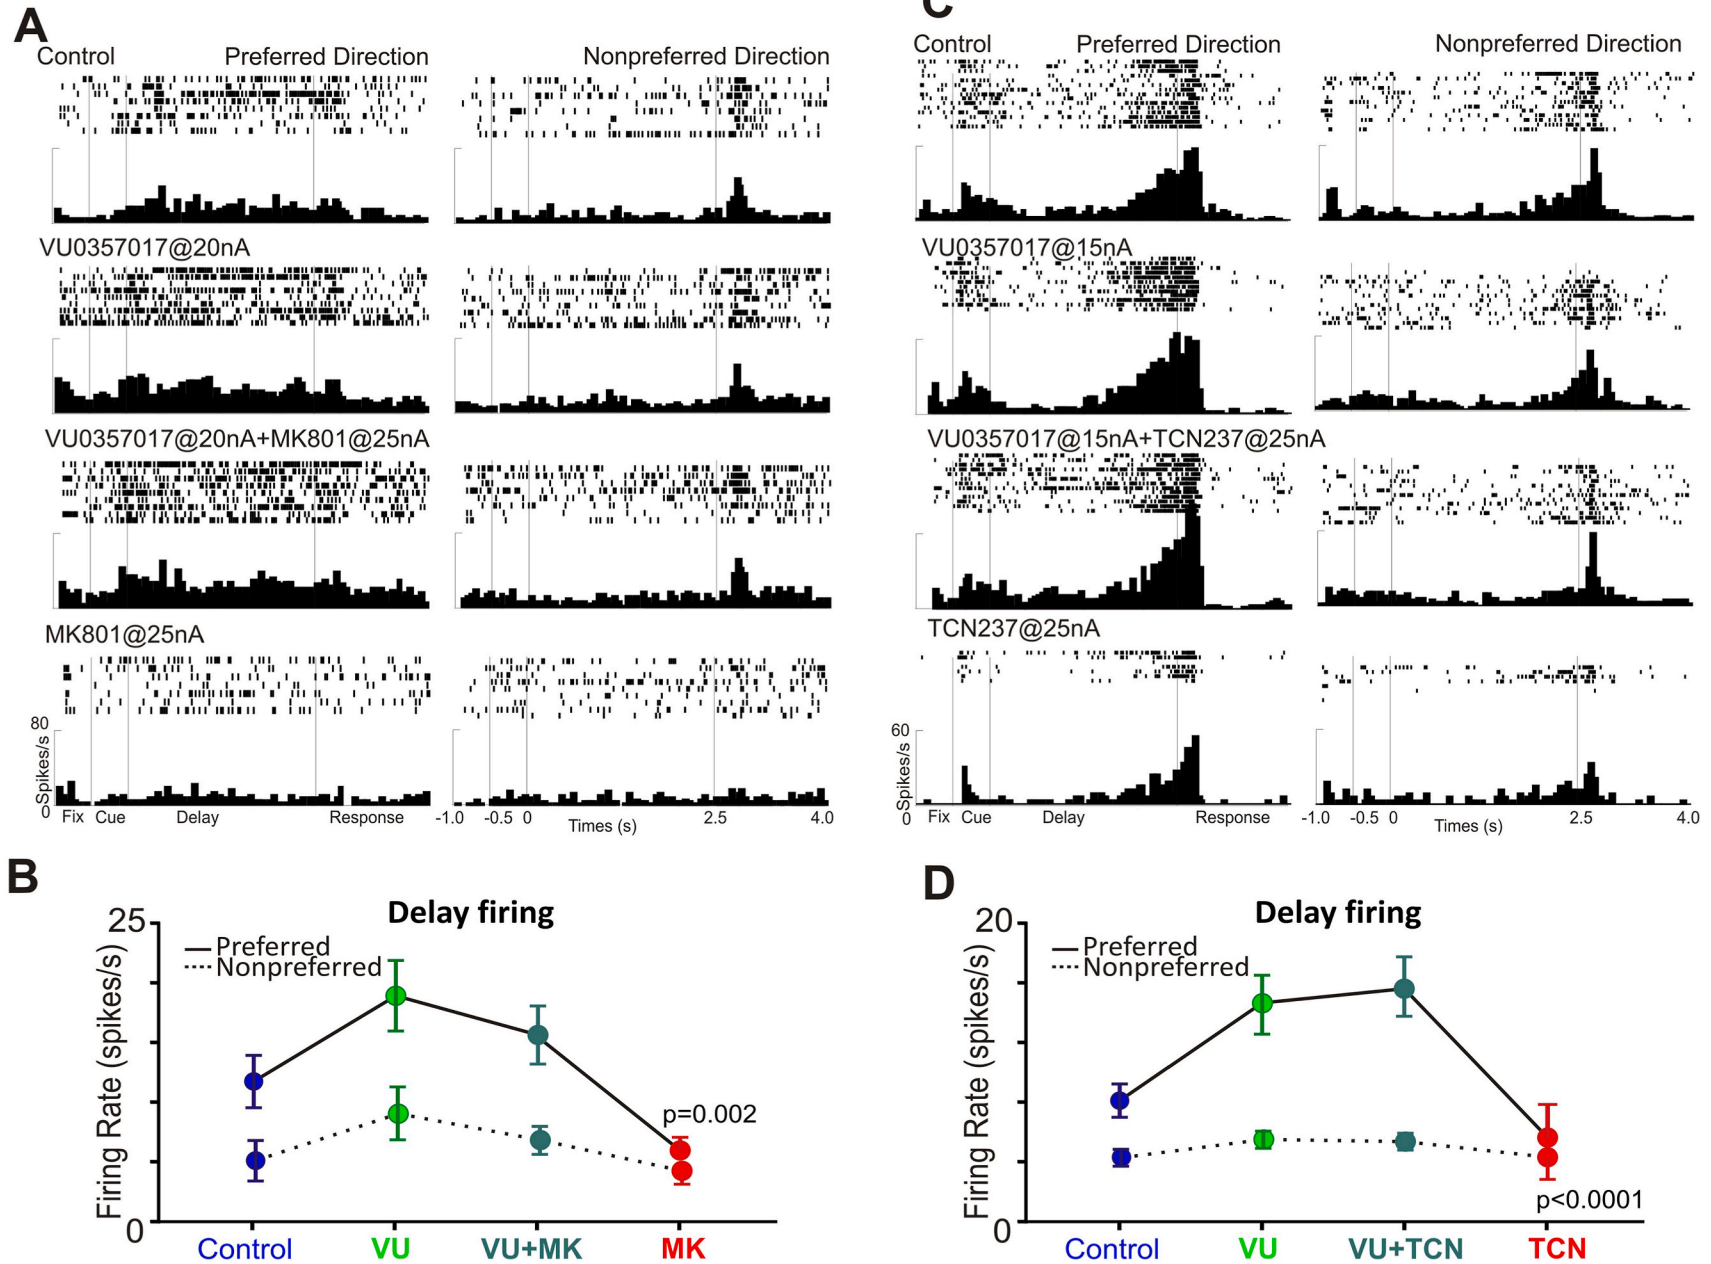 A
Control Preferred Direction Nonpreferred Direction
VU0357017@20nA
VU0357017@20nA+MK801@25nA
MK801@25nA
80
Spikes/s
0
Fix Cue Delay Response
-1.0 -0.5 0 Times (s) 2.5 4.0
C
Control Preferred Direction Nonpreferred Direction
VU0357017@15nA
VU0357017@15nA+TCN237@25nA
TCN237@25nA
60
Spikes/s
0
Fix Cue Delay Response
-1.0 -0.5 0 Times (s) 2.5 4.0
B
Delay firing
25
Preferred
Nonpreferred
Firing Rate (spikes/s)
p=0.002
0
Control VU VU+MK MK
D
Delay firing
20
Preferred
Nonpreferred
Firing Rate (spikes/s)
p<0.0001
0
Control VU VU+TCN TCN